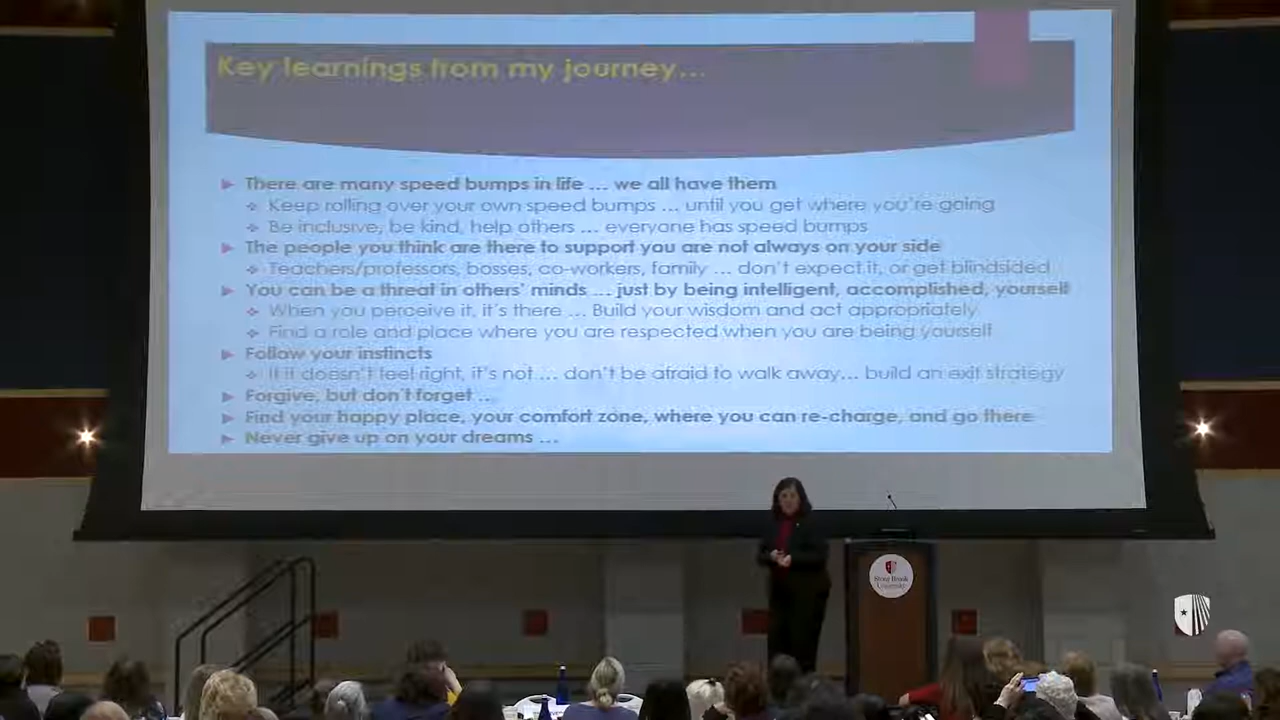 Key learnings from my journey...
There are many speed bumps in life ... we all have them
Keep rolling over your own speed bumps ... until you get where you're going
Be inclusive, be kind, help others ... everyone has speed bumps
The people you think are there to support you are not always on your side
Teachers/professors, bosses, co-workers, family ... don't expect it, or get blindsided
You can be a threat in others' minds ... just by being intelligent, accomplished, yourself
When you perceive it, it's there ... Build your wisdom and act appropriately
Find a role and place where you are respected when you are being yourself
Follow your instincts
If it doesn't feel right, it's not ... don't be afraid to walk away... build an exit strategy
Forgive, but don't forget ...
Find your happy place, your comfort zone, where you can re-charge, and go there
Never give up on your dreams ...
Stony Brook
University